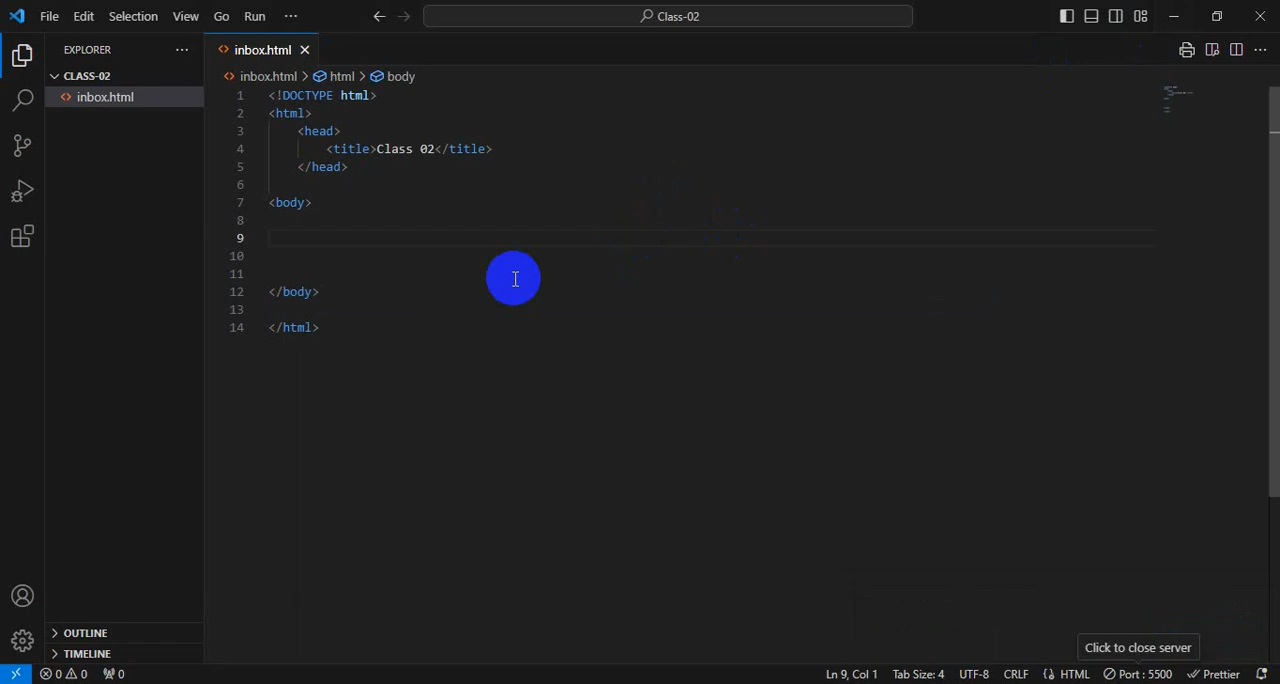 File Edit Selection View Go Run ··· Class-02
EXPLORER ···
inbox.html
CLASS-02
inbox.html
inbox.html > html > body
1 <!DOCTYPE html>
2 <html>
3 <head>
4 <title>Class 02</title>
5 </head>
6
7 <body>
8
9
10
11
12 </body>
13
14 </html>
OUTLINE
TIMELINE
Click to close server
0 0 0 Ln 9, Col 1 Tab Size: 4 UTF-8 CRLF {} HTML Port : 5500 Prettier